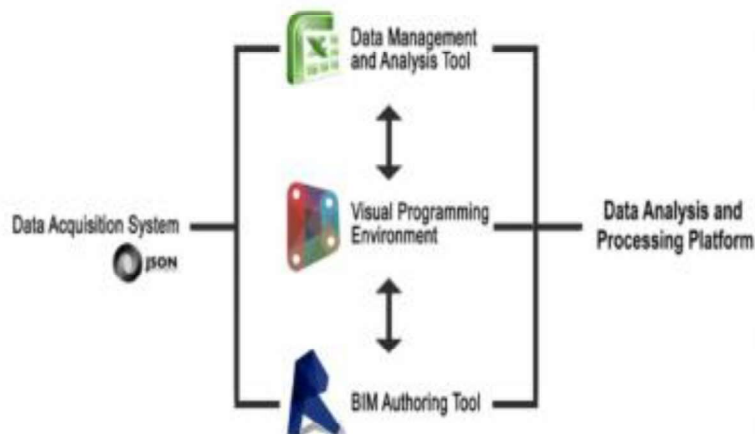 Data Management
and Analysis Tool
Data Acquisition System
JSON
Visual Programming
Environment
Data Analysis and
Processing Platform
BIM Authoring Tool